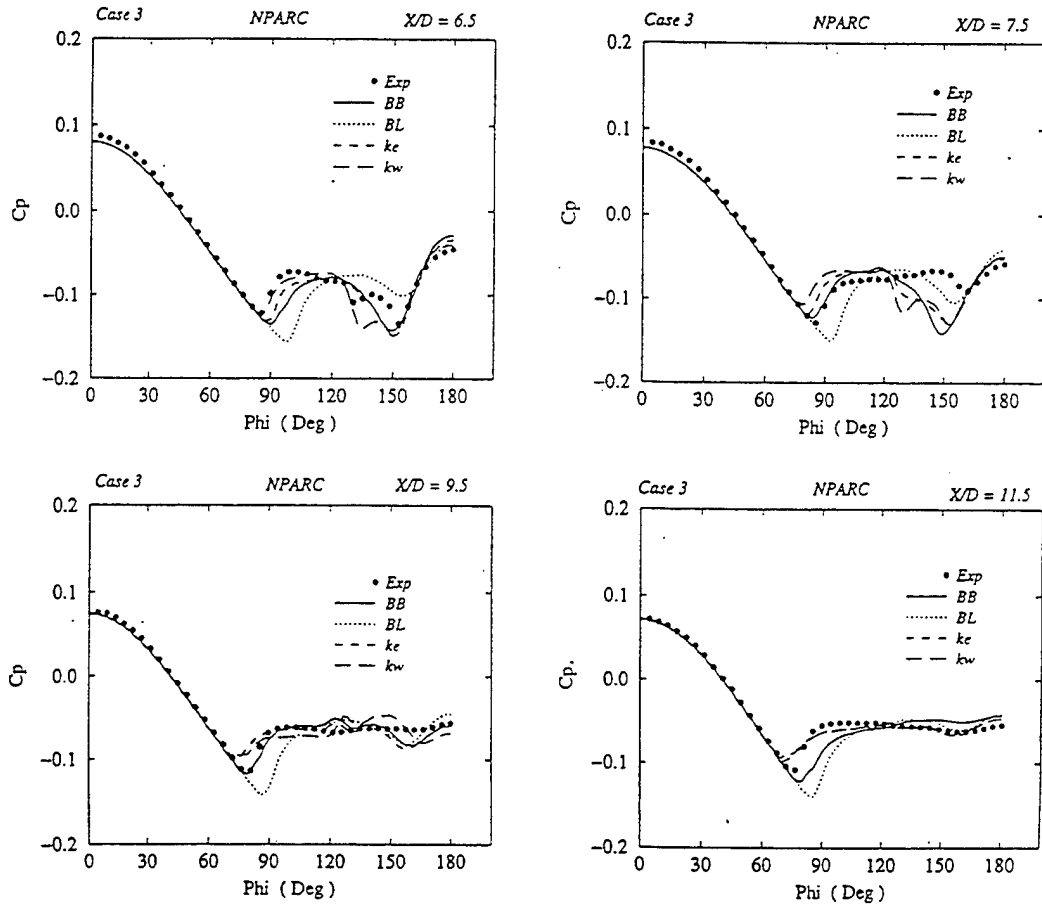 Case 3 NPARC X/D = 6.5
0.2
0.1
0.0
−0.1
−0.2
Cp
Exp
BB
BL
ke
kw
0 30 60 90 120 150 180
Phi ( Deg )
Case 3 NPARC X/D = 7.5
0.2
0.1
0.0
−0.1
−0.2
Cp
Exp
BB
BL
ke
kw
0 30 60 90 120 150 180
Phi ( Deg )
Case 3 NPARC X/D = 9.5
0.2
0.1
0.0
−0.1
−0.2
Cp
Exp
BB
BL
ke
kw
0 30 60 90 120 150 180
Phi ( Deg )
Case 3 NPARC X/D = 11.5
0.2
0.1
0.0
−0.1
−0.2
Cp.
Exp
BB
BL
ke
kw
0 30 60 90 120 150 180
Phi ( Deg )